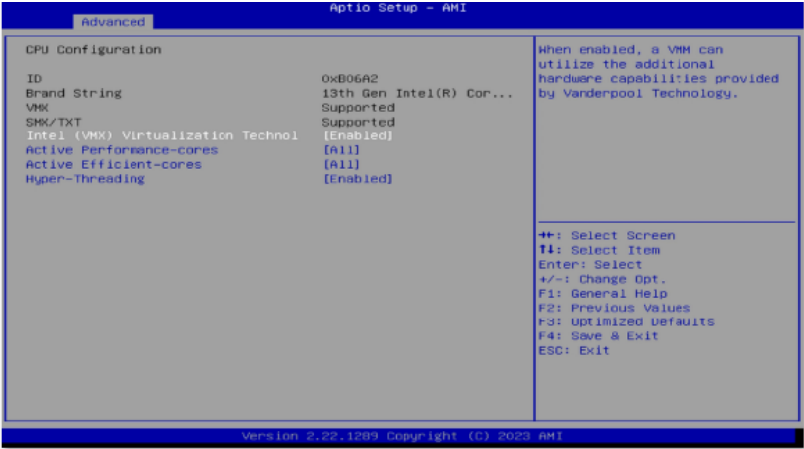 Aptio Setup - AMI
Advanced
CPU Configuration
ID 0xB06A2
Brand String 13th Gen Intel(R) Cor...
VMX Supported
SMX/TXT Supported
Intel (VMX) Virtualization Technol [Enabled]
Active Performance-cores [All]
Active Efficient-cores [All]
Hyper-Threading [Enabled]
When enabled, a VMM can
utilize the additional
hardware capabilities provided
by Vanderpool Technology.
→←: Select Screen
↑↓: Select Item
Enter: Select
+/-: Change Opt.
F1: General Help
F2: Previous Values
F3: Optimized Defaults
F4: Save & Exit
ESC: Exit
Version 2.22.1289 Copyright (C) 2023 AMI